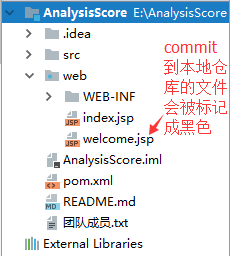 AnalysisScore E:\AnalysisScore
.idea
src
web
WEB-INF
index.jsp
welcome.jsp
AnalysisScore.iml
pom.xml
README.md
团队成员.txt
External Libraries
commit
到本地仓
库的文件
会被标记
成黑色